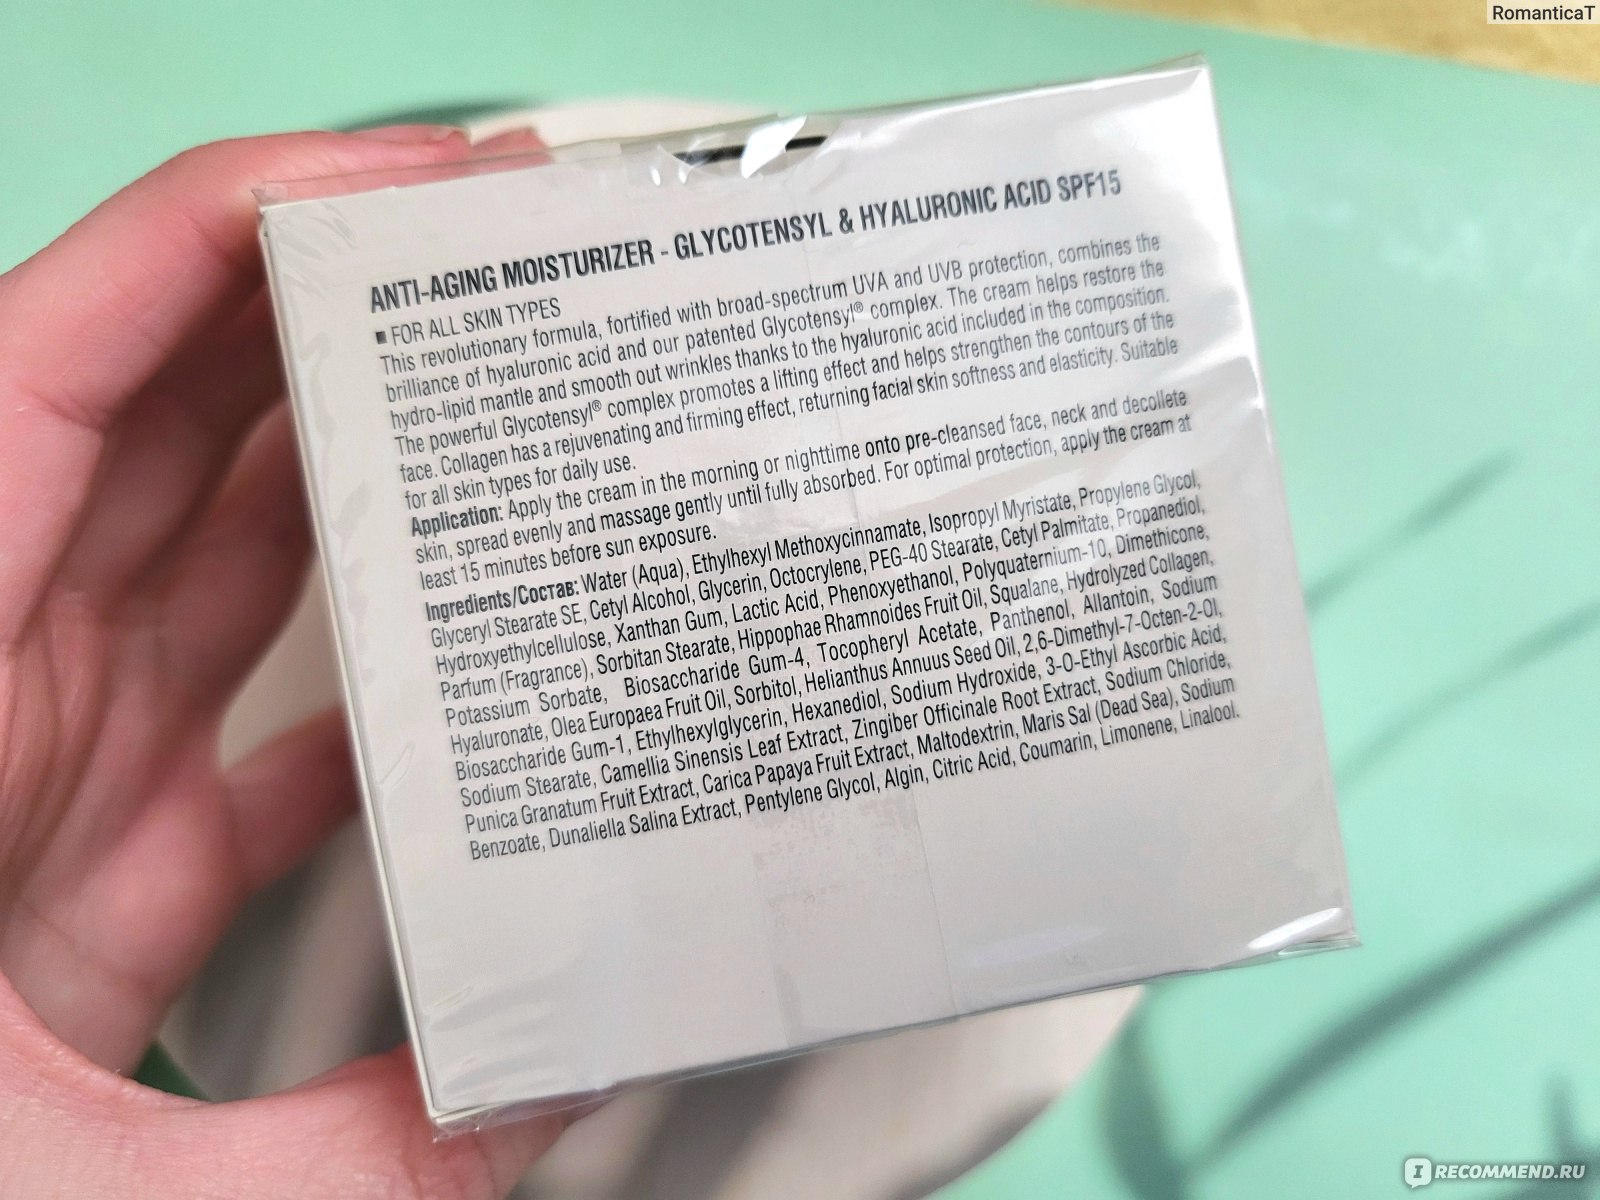 RomanticaT
ANTI-AGING MOISTURIZER - GLYCOTENSYL & HYALURONIC ACID SPF15
▪ FOR ALL SKIN TYPES
This revolutionary formula, fortified with broad-spectrum UVA and UVB protection, combines the
brilliance of hyaluronic acid and our patented Glycotensyl® complex. The cream helps restore the
hydro-lipid mantle and smooth out wrinkles thanks to the hyaluronic acid included in the composition.
The powerful Glycotensyl® complex promotes a lifting effect and helps strengthen the contours of the
face. Collagen has a rejuvenating and firming effect, returning facial skin softness and elasticity. Suitable
for all skin types for daily use.
Application: Apply the cream in the morning or nighttime onto pre-cleansed face, neck and decollete
skin, spread evenly and massage gently until fully absorbed. For optimal protection, apply the cream at
least 15 minutes before sun exposure.
Ingredients/Состав: Water (Aqua), Ethylhexyl Methoxycinnamate, Isopropyl Myristate, Propylene Glycol,
Glyceryl Stearate SE, Cetyl Alcohol, Glycerin, Octocrylene, PEG-40 Stearate, Cetyl Palmitate, Propanediol,
Hydroxyethylcellulose, Xanthan Gum, Lactic Acid, Phenoxyethanol, Polyquaternium-10, Dimethicone,
Parfum (Fragrance), Sorbitan Stearate, Hippophae Rhamnoides Fruit Oil, Squalane, Hydrolyzed Collagen,
Potassium Sorbate, Biosaccharide Gum-4, Tocopheryl Acetate, Panthenol, Allantoin, Sodium
Hyaluronate, Olea Europaea Fruit Oil, Sorbitol, Helianthus Annuus Seed Oil, 2,6-Dimethyl-7-Octen-2-Ol,
Biosaccharide Gum-1, Ethylhexylglycerin, Hexanediol, Sodium Hydroxide, 3-O-Ethyl Ascorbic Acid,
Sodium Stearate, Camellia Sinensis Leaf Extract, Zingiber Officinale Root Extract, Sodium Chloride,
Punica Granatum Fruit Extract, Carica Papaya Fruit Extract, Maltodextrin, Maris Sal (Dead Sea), Sodium
Benzoate, Dunaliella Salina Extract, Pentylene Glycol, Algin, Citric Acid, Coumarin, Limonene, Linalool.
IRECOMMEND.RU